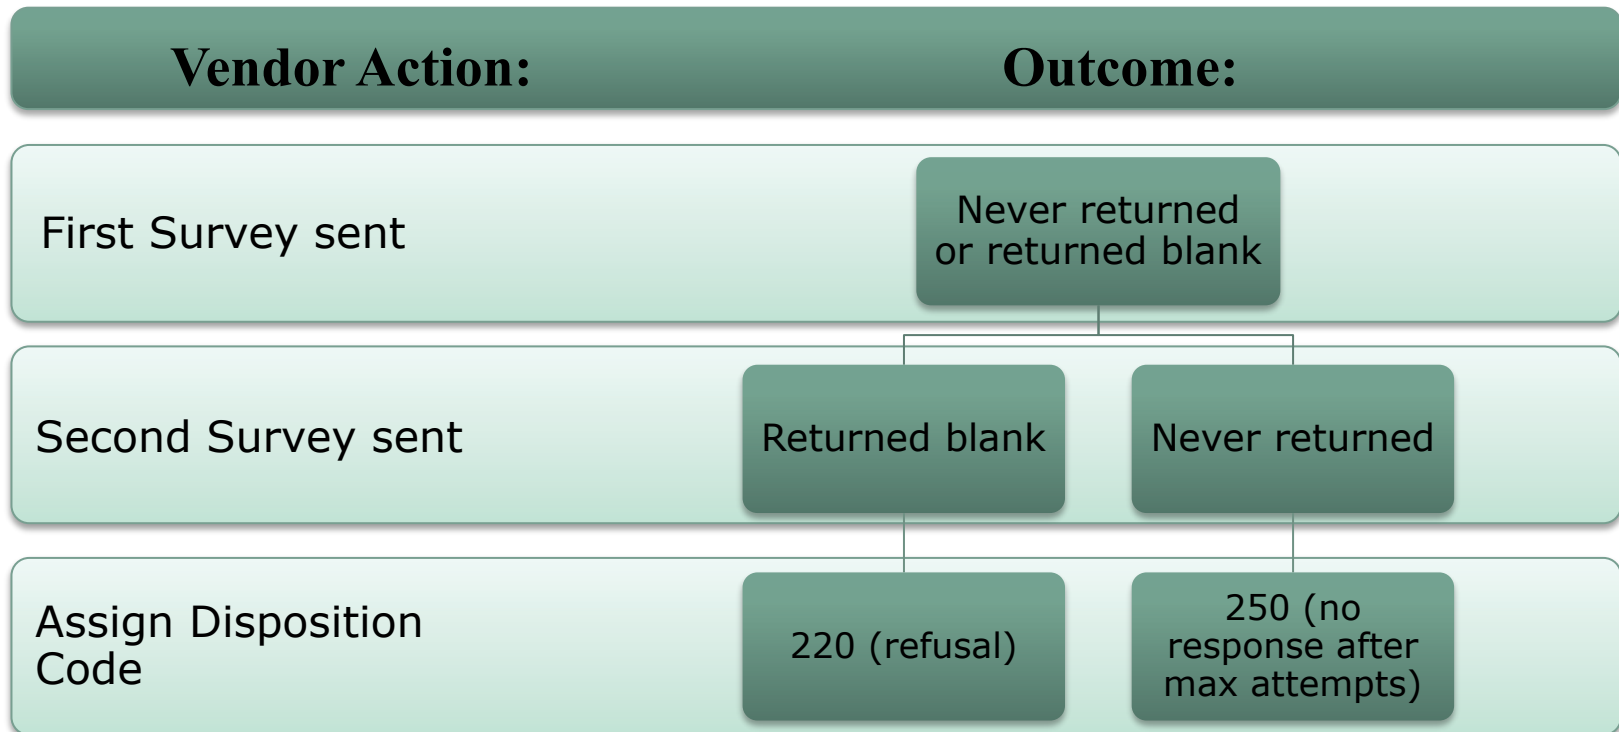 Vendor Action:
Outcome:
First Survey sent
Never returned
or returned blank
Second Survey sent
Returned blank
Never returned
Assign Disposition
Code
220 (refusal)
250 (no
response after
max attempts)